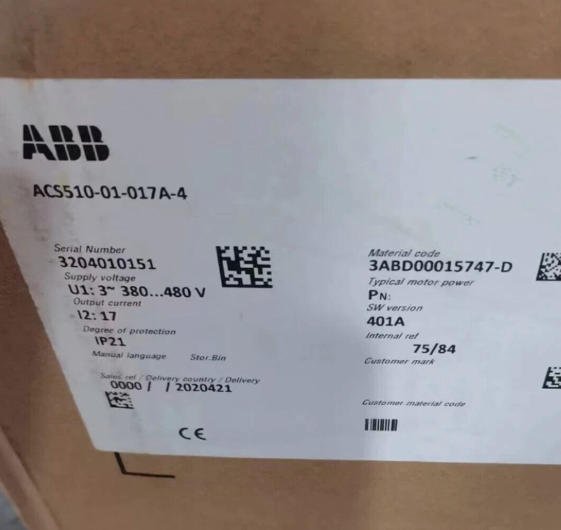 ABB
ACS510-01-017A-4
Serial Number
3204010151
Supply voltage
U1: 3~ 380...480 V
Output current
I2: 17
Degree of protection
IP21
Manual language Stor.Bin
Sales ref / Delivery country / Delivery
0000 / / 2020421
CE
Material code
3ABD00015747-D
Typical motor power
PN:
SW version
401A
Internal ref
75/84
Customer mark
Customer material code